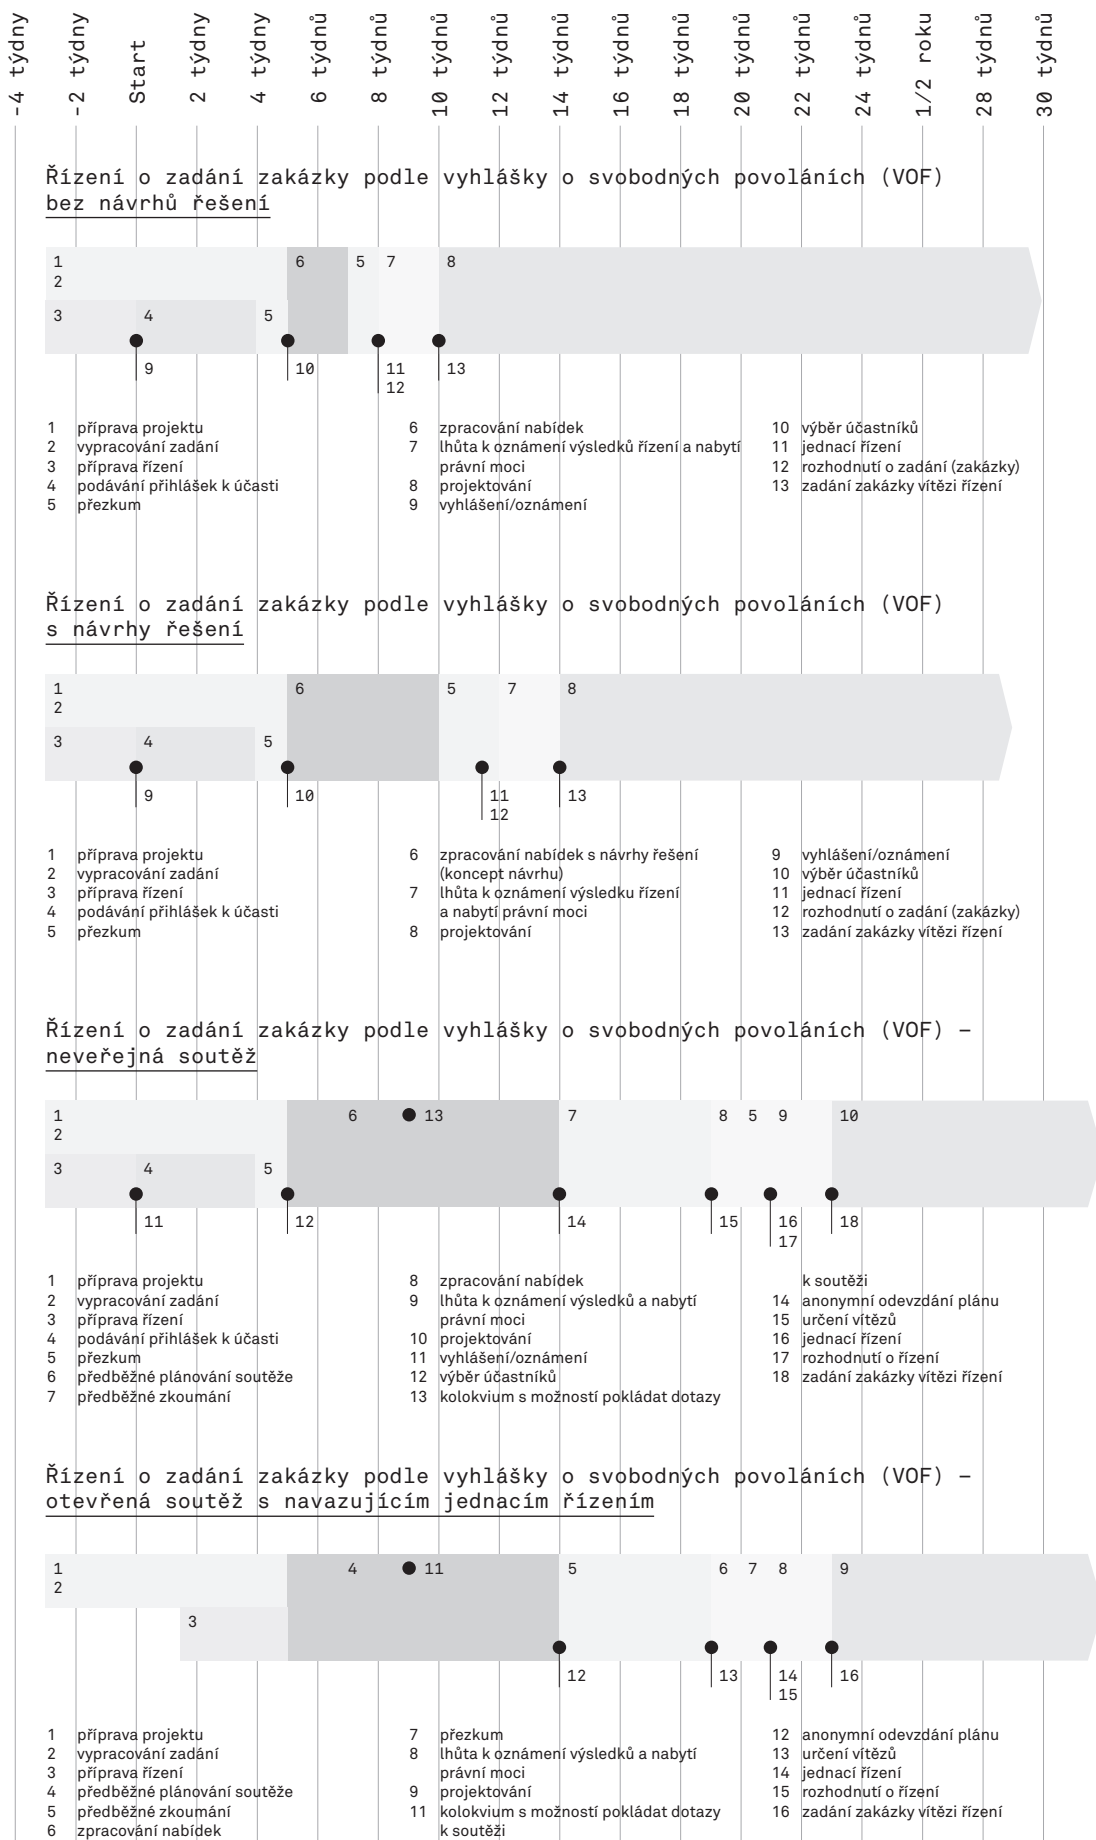 -4 týdny
-2 týdny
Start
2 týdny
4 týdny
6 týdnů
8 týdnů
10 týdnů
12 týdnů
14 týdnů
16 týdnů
18 týdnů
20 týdnů
22 týdnů
24 týdnů
1/2 roku
28 týdnů
30 týdnů
Řízení o zadání zakázky podle vyhlášky o svobodných povoláních (VOF)
bez návrhů řešení
1 6 5 7 8
2
3 4 5
9 10 11 13
12
1 příprava projektu
2 vypracování zadání
3 příprava řízení
4 podávání přihlášek k účasti
5 přezkum
6 zpracování nabídek
7 lhůta k oznámení výsledků řízení a nabytí
právní moci
8 projektování
9 vyhlášení/oznámení
10 výběr účastníků
11 jednací řízení
12 rozhodnutí o zadání (zakázky)
13 zadání zakázky vítězi řízení
Řízení o zadání zakázky podle vyhlášky o svobodných povoláních (VOF)
s návrhy řešení
1 6 5 7 8
2
3 4 5
9 10 11 13
12
1 příprava projektu
2 vypracování zadání
3 příprava řízení
4 podávání přihlášek k účasti
5 přezkum
6 zpracování nabídek s návrhy řešení
(koncept návrhu)
7 lhůta k oznámení výsledku řízení
a nabytí právní moci
8 projektování
9 vyhlášení/oznámení
10 výběr účastníků
11 jednací řízení
12 rozhodnutí o zadání (zakázky)
13 zadání zakázky vítězi řízení
Řízení o zadání zakázky podle vyhlášky o svobodných povoláních (VOF) –
neveřejná soutěž
1 6 13 7 8 5 9 10
2
3 4 5
11 12 14 15 16 18
17
1 příprava projektu
2 vypracování zadání
3 příprava řízení
4 podávání přihlášek k účasti
5 přezkum
6 předběžné plánování soutěže
7 předběžné zkoumání
8 zpracování nabídek
9 lhůta k oznámení výsledků a nabytí
právní moci
10 projektování
11 vyhlášení/oznámení
12 výběr účastníků
13 kolokvium s možností pokládat dotazy
k soutěži
14 anonymní odevzdání plánu
15 určení vítězů
16 jednací řízení
17 rozhodnutí o řízení
18 zadání zakázky vítězi řízení
Řízení o zadání zakázky podle vyhlášky o svobodných povoláních (VOF) –
otevřená soutěž s navazujícím jednacím řízením
1 4 11 5 6 7 8 9
2
3
12 13 14 16
15
1 příprava projektu
2 vypracování zadání
3 příprava řízení
4 předběžné plánování soutěže
5 předběžné zkoumání
6 zpracování nabídek
7 přezkum
8 lhůta k oznámení výsledků a nabytí
právní moci
9 projektování
11 kolokvium s možností pokládat dotazy
k soutěži
12 anonymní odevzdání plánu
13 určení vítězů
14 jednací řízení
15 rozhodnutí o řízení
16 zadání zakázky vítězi řízení